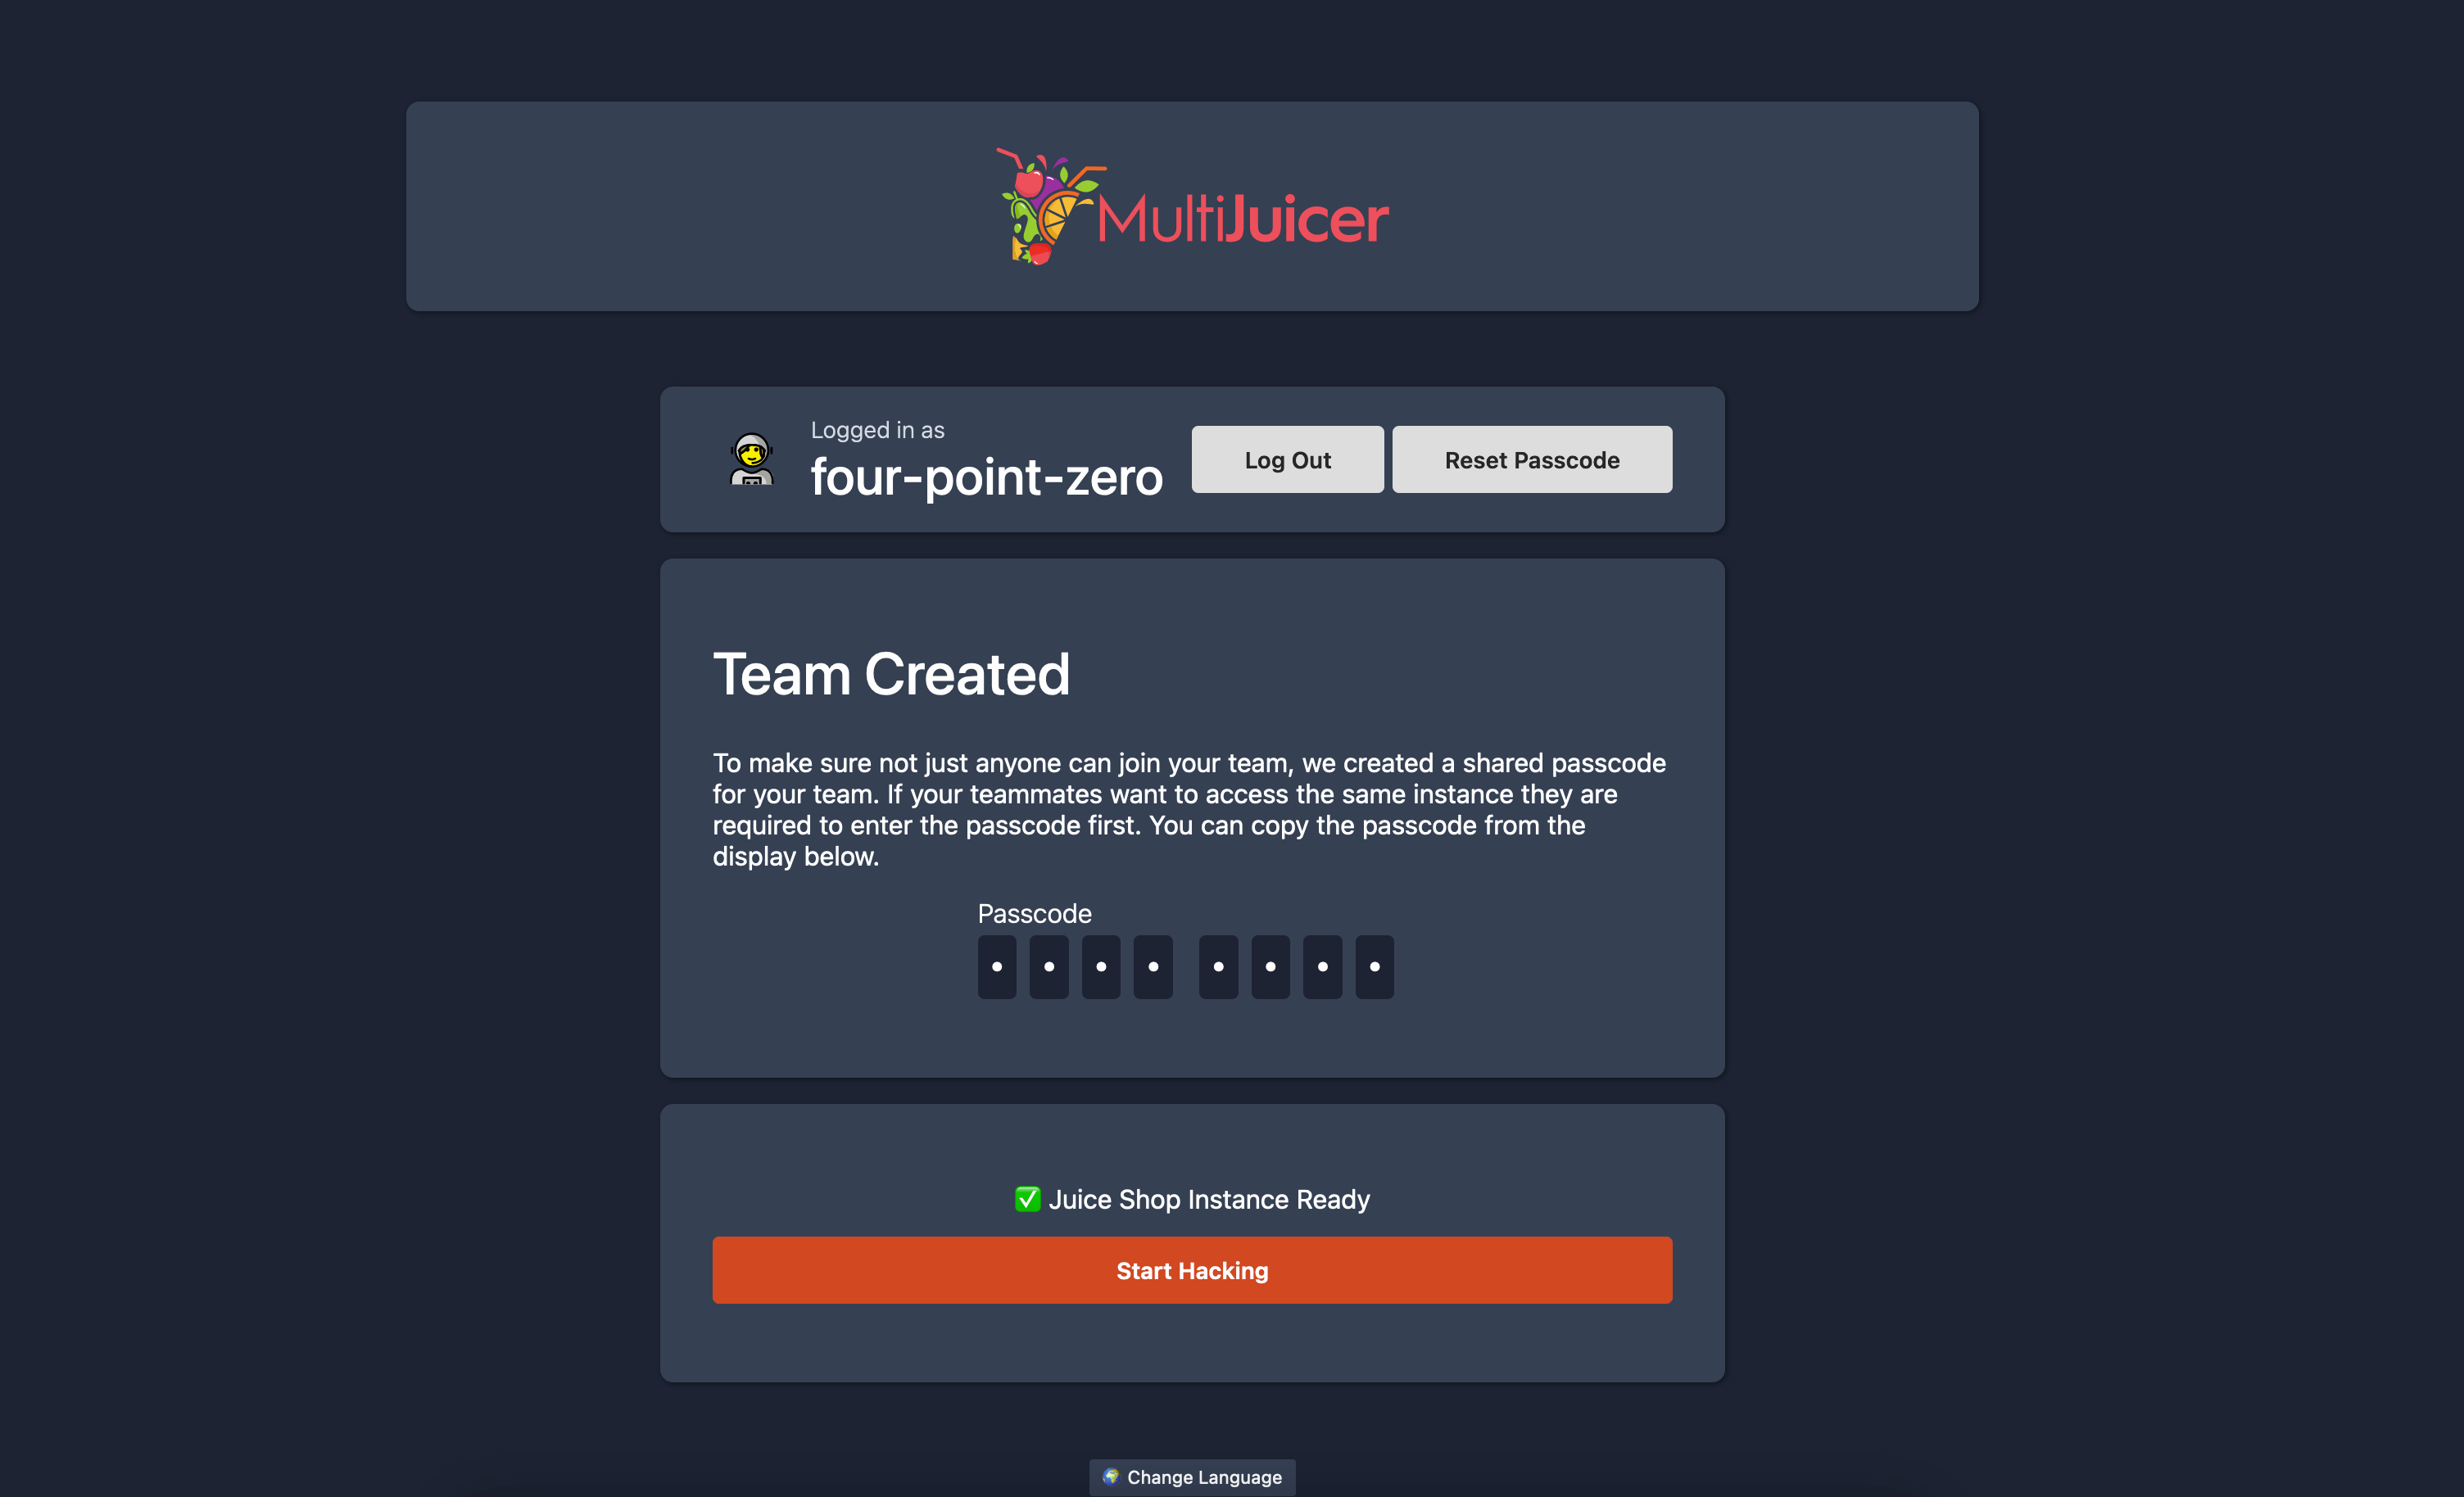 MultiJuicer
Logged in as
four-point-zero
Log Out
Reset Passcode
Team Created
To make sure not just anyone can join your team, we created a shared passcode
for your team. If your teammates want to access the same instance they are
required to enter the passcode first. You can copy the passcode from the
display below.
Passcode
• • • • • • • •
✅ Juice Shop Instance Ready
Start Hacking
🌍 Change Language